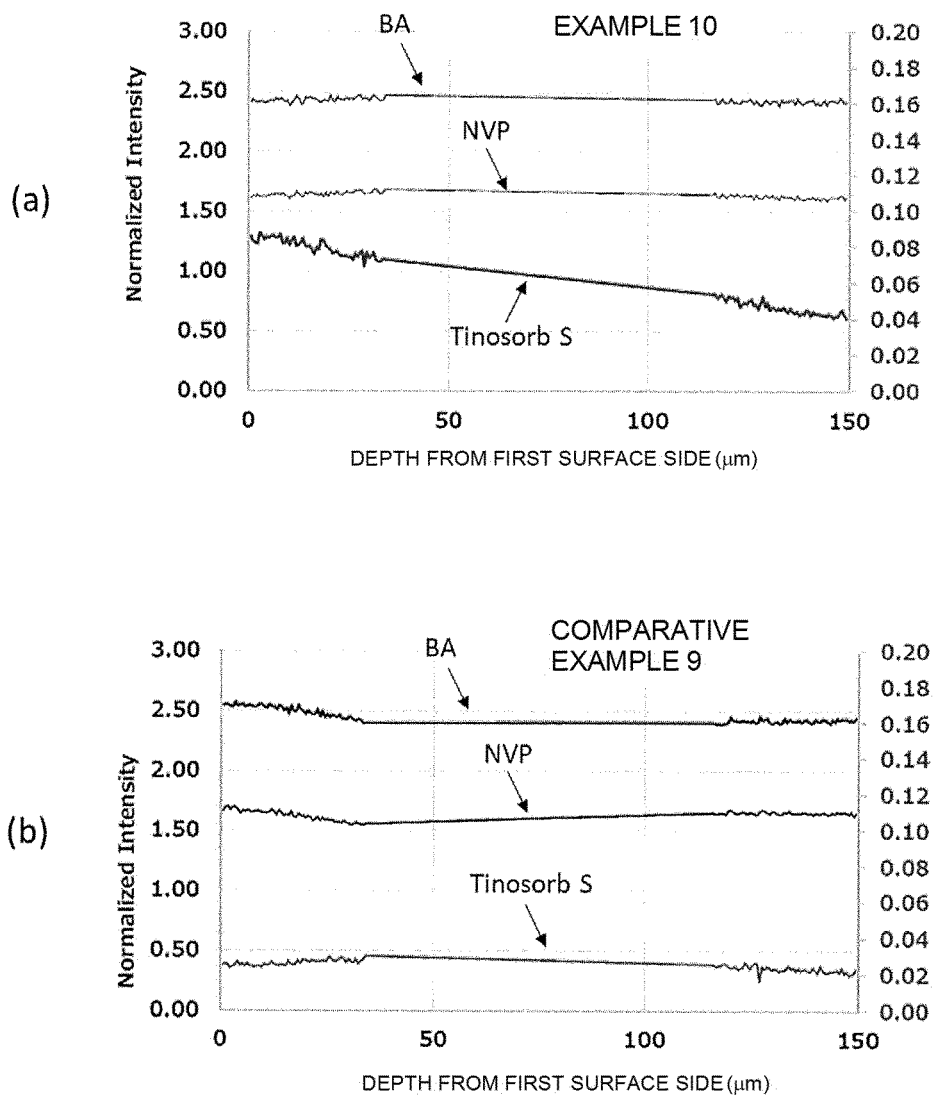 (a)
EXAMPLE 10
Normalized Intensity
3.00
2.50
2.00
1.50
1.00
0.50
0.00
BA
NVP
Tinosorb S
0.20
0.18
0.16
0.14
0.12
0.10
0.08
0.06
0.04
0.02
0.00
0
50
100
150
DEPTH FROM FIRST SURFACE SIDE (μm)
(b)
COMPARATIVE
EXAMPLE 9
Normalized Intensity
3.00
2.50
2.00
1.50
1.00
0.50
0.00
BA
NVP
Tinosorb S
0.20
0.18
0.16
0.14
0.12
0.10
0.08
0.06
0.04
0.02
0.00
0
50
100
150
DEPTH FROM FIRST SURFACE SIDE (μm)